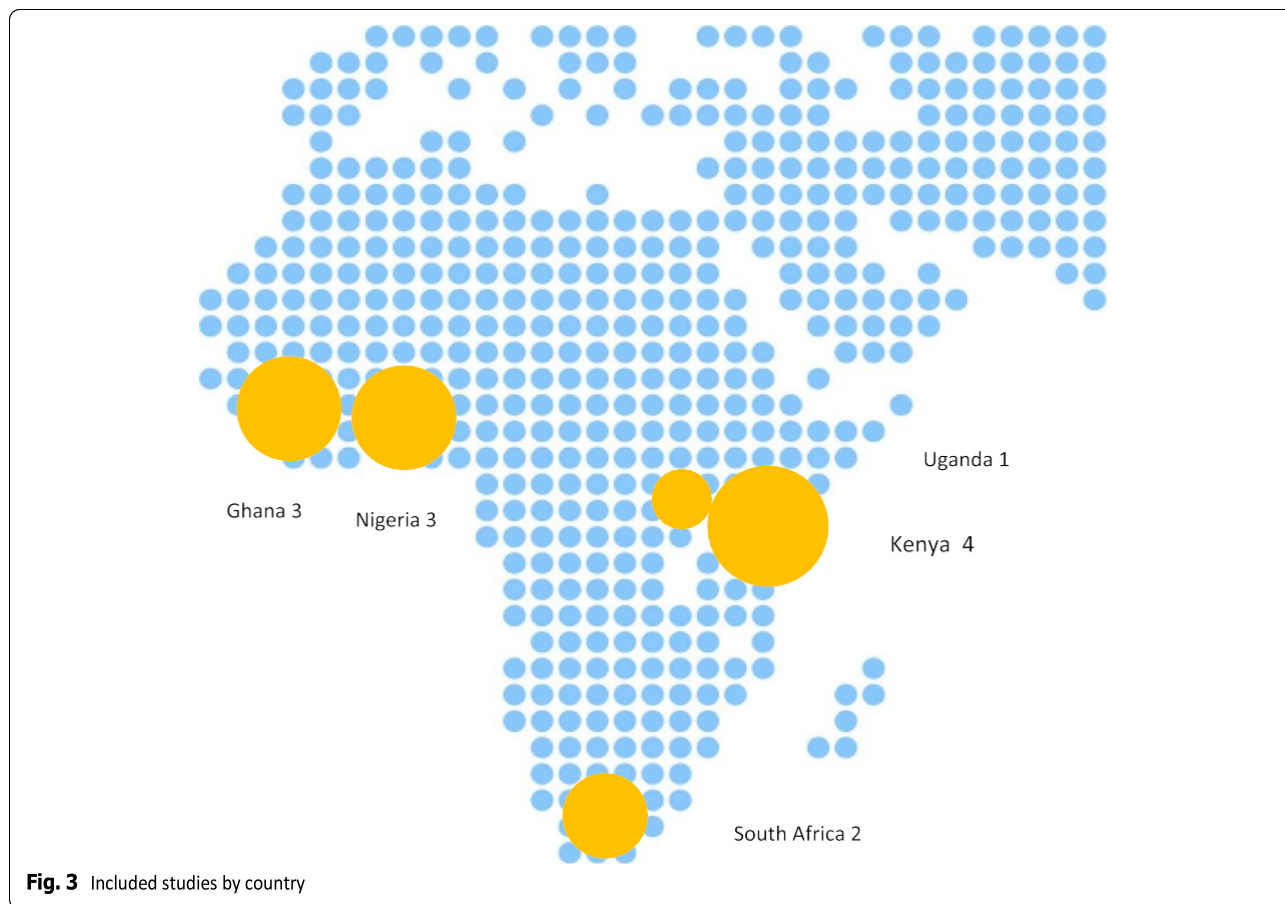 Uganda 1
Ghana 3
Nigeria 3
Kenya 4
South Africa 2
Fig. 3 Included studies by country